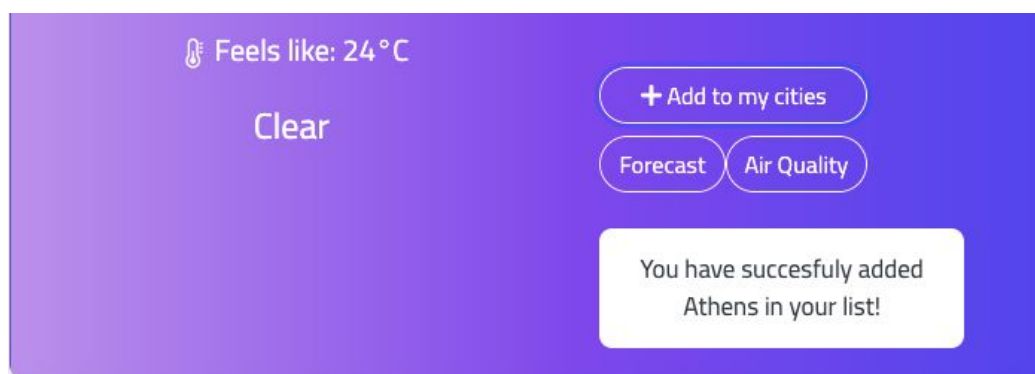 Feels like: 24°C
Clear
+ Add to my cities
Forecast
Air Quality
You have succesfuly added
Athens in your list!